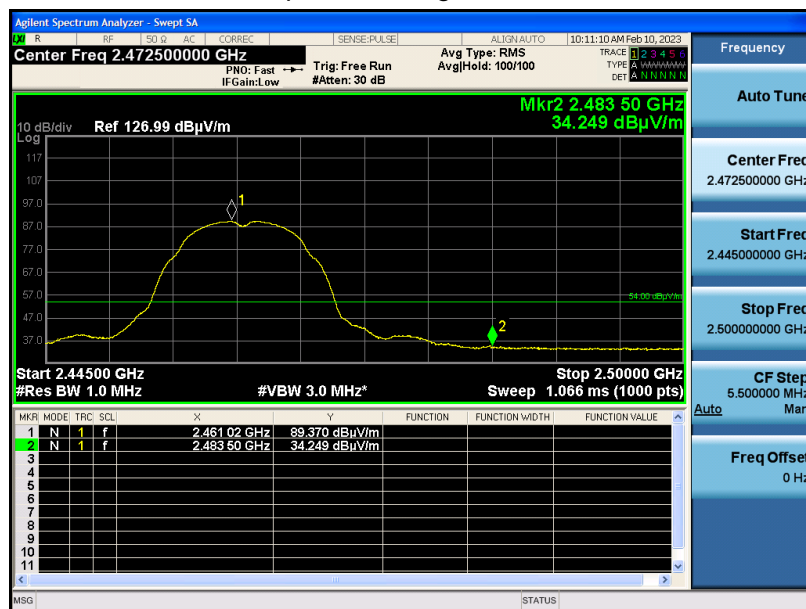 Agilent Spectrum Analyzer - Swept SA
LXI R RF 50 Ω AC CORREC SENSE:PULSE ALIGN AUTO 10:11:10 AM Feb 10, 2023
Center Freq 2.472500000 GHz
PNO: Fast
IFGain:Low
Trig: Free Run
#Atten: 30 dB
Avg Type: RMS
Avg|Hold: 100/100
TRACE 1 2 3 4 5 6
TYPE A
DET A N N N N N
Mkr2 2.483 50 GHz
34.249 dBµV/m
10 dB/div Ref 126.99 dBµV/m
Log
117
107
97.0
87.0
77.0
67.0
57.0
47.0
37.0
1
2
54.00 dBµV/m
Start 2.44500 GHz Stop 2.50000 GHz
#Res BW 1.0 MHz #VBW 3.0 MHz* Sweep 1.066 ms (1000 pts)
MKR MODE TRC SCL X Y FUNCTION FUNCTION WIDTH FUNCTION VALUE
1 N 1 f 2.461 02 GHz 89.370 dBµV/m
2 N 1 f 2.483 50 GHz 34.249 dBµV/m
3
4
5
6
7
8
9
10
11
MSG STATUS
Frequency
Auto Tune
Center Freq
2.472500000 GHz
Start Freq
2.445000000 GHz
Stop Freq
2.500000000 GHz
CF Step
5.500000 MHz
Auto Man
Freq Offset
0 Hz